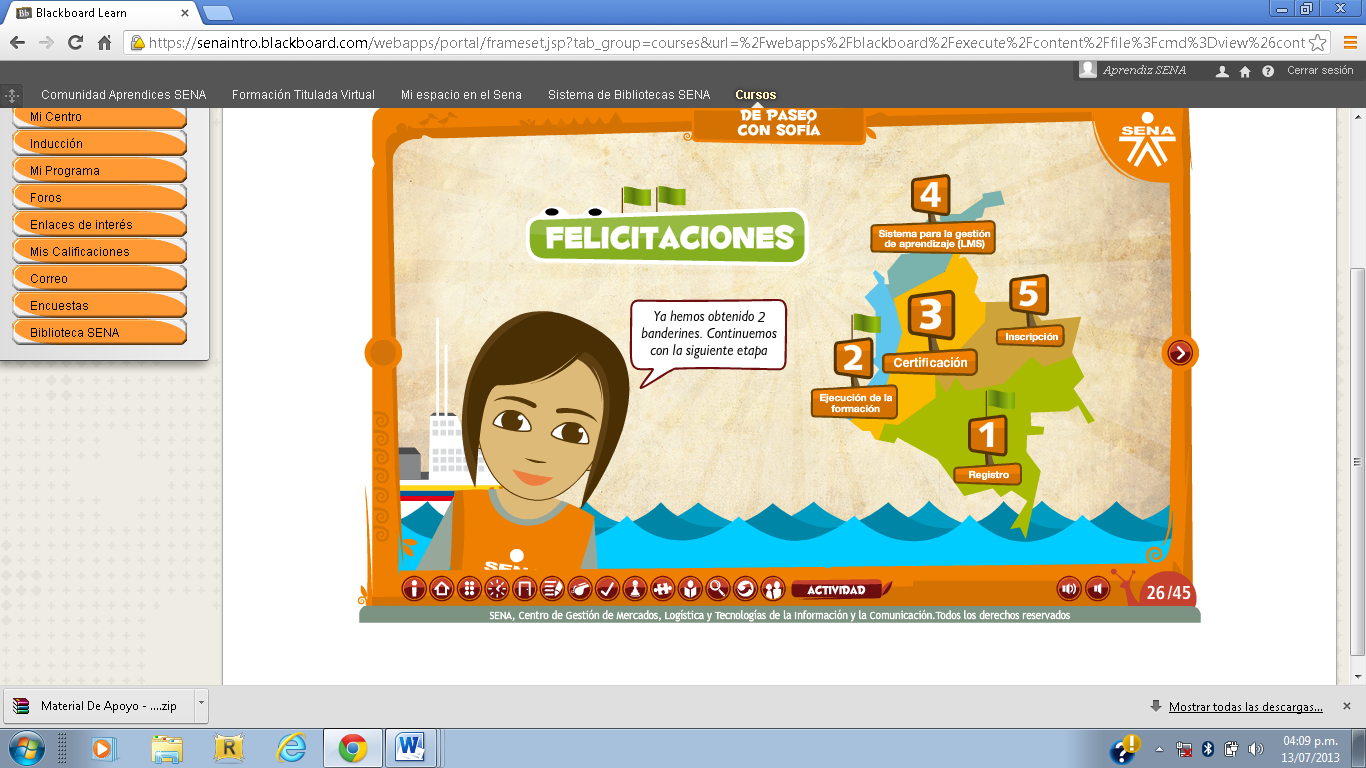 Blackboard Learn
https://senaintro.blackboard.com/webapps/portal/frameset.jsp?tab_group=courses&url=%2Fwebapps%2Fblackboard%2Fexecute%2Fcontent%2Ffile%3Fcmd%3Dview%26cont
Aprendiz SENA
Cerrar sesión
Comunidad Aprendices SENA
Formación Titulada Virtual
Mi espacio en el Sena
Sistema de Bibliotecas SENA
Cursos
Mi Centro
Inducción
Mi Programa
Foros
Enlaces de interés
Mis Calificaciones
Correo
Encuestas
Biblioteca SENA
DE PASEO
CON SOFÍA
SENA
FELICITACIONES
Ya hemos obtenido 2
banderines. Continuemos
con la siguiente etapa
4
Sistema para la gestión
de aprendizaje (LMS)
5
Inscripción
3
Certificación
2
Ejecución de la
formación
1
Registro
ACTIVIDAD
26/45
SENA, Centro de Gestión de Mercados, Logística y Tecnologías de la Información y la Comunicación.Todos los derechos reservados
Material De Apoyo - ....zip
Mostrar todas las descargas...
04:09 p.m.
13/07/2013